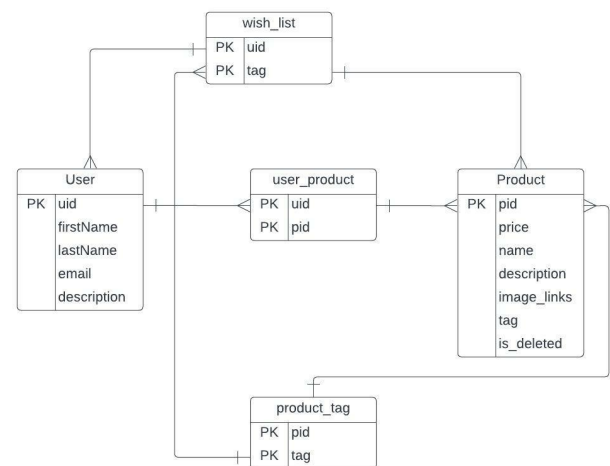 wish_list
PK uid
PK tag
User
PK uid
firstName
lastName
email
description
user_product
PK uid
PK pid
Product
PK pid
price
name
description
image_links
tag
is_deleted
product_tag
PK pid
PK tag